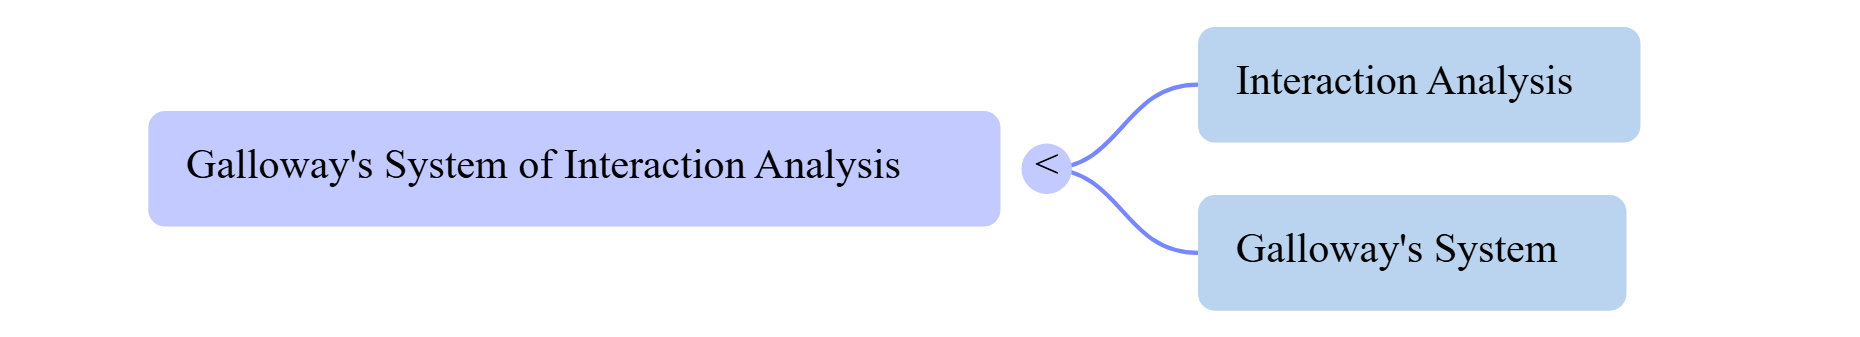 Galloway's System of Interaction Analysis
<
Interaction Analysis
Galloway's System